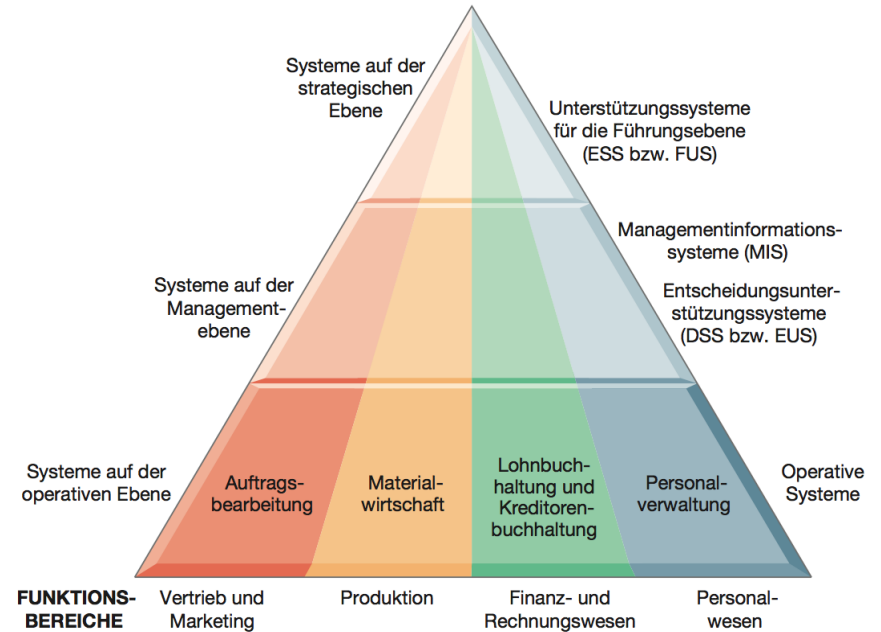 Systeme auf der
strategischen
Ebene
Unterstützungssysteme
für die Führungsebene
(ESS bzw. FUS)
Managementinformations-
systeme (MIS)
Systeme auf der
Management-
ebene
Entscheidungsunter-
stützungssysteme
(DSS bzw. EUS)
Systeme auf der
operativen Ebene
Auftrags-
bearbeitung
Material-
wirtschaft
Lohnbuch-
haltung und
Kreditoren-
buchhaltung
Personal-
verwaltung
Operative
Systeme
FUNKTIONS-
BEREICHE
Vertrieb und
Marketing
Produktion
Finanz- und
Rechnungswesen
Personal-
wesen